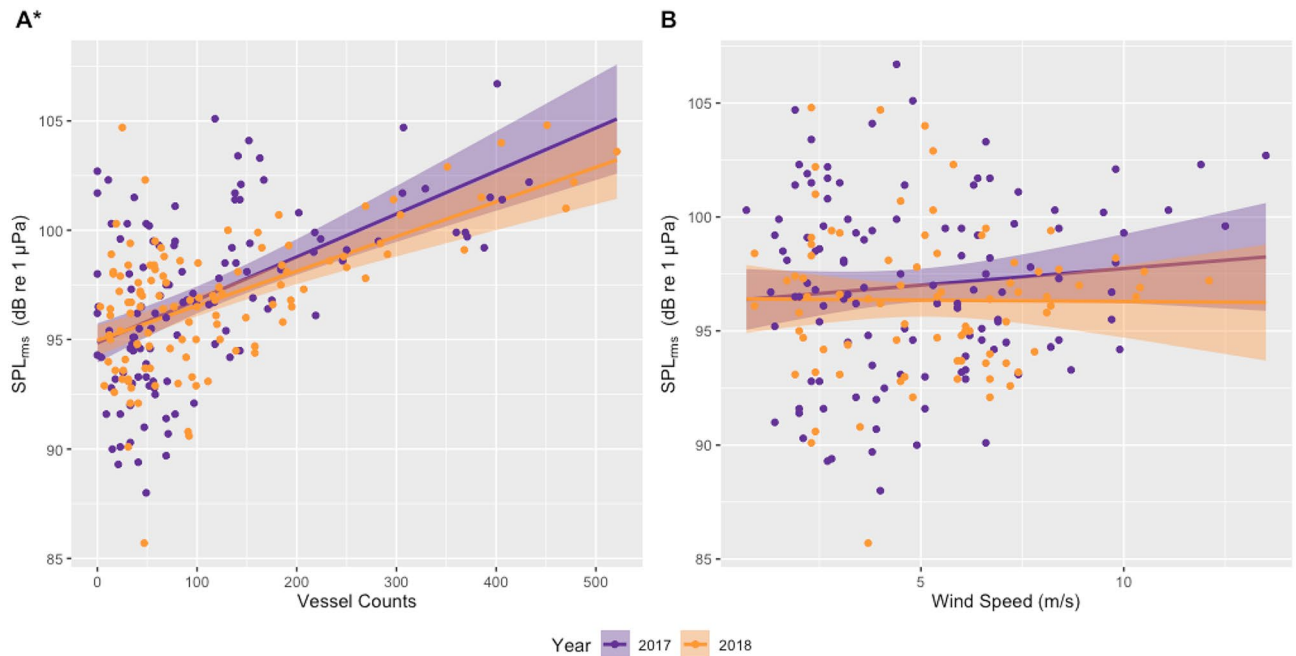 A*
B
SPLrms (dB re 1 μPa)
105
100
95
90
85
0 100 200 300 400 500
Vessel Counts
SPLrms (dB re 1 μPa)
105
100
95
90
85
5 10
Wind Speed (m/s)
Year 2017 2018